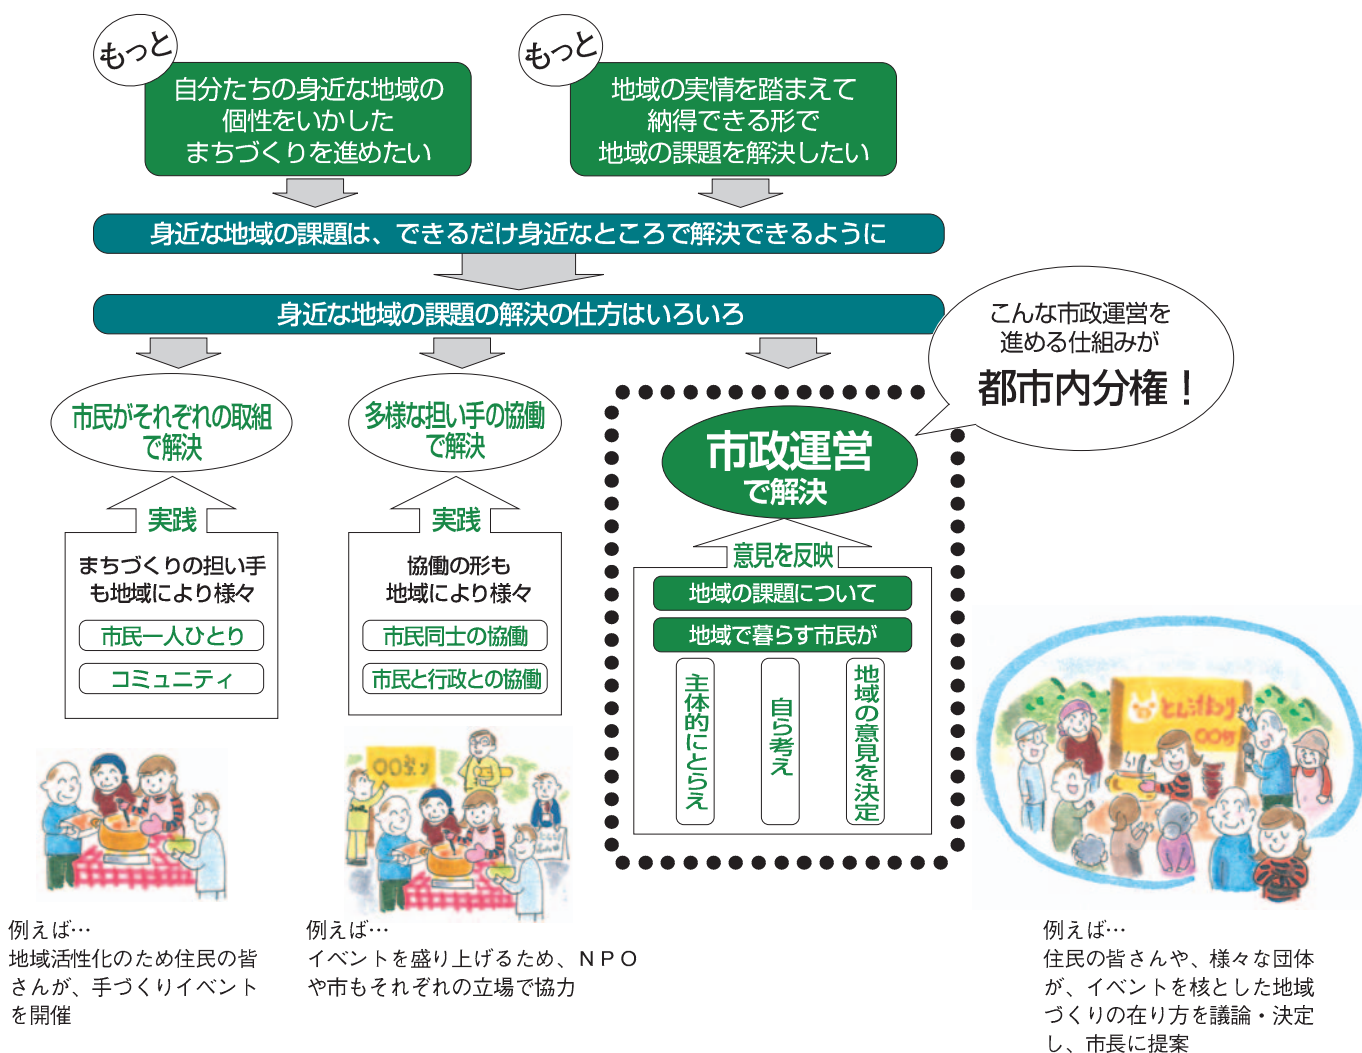 もっと
自分たちの身近な地域の
個性をいかした
まちづくりを進めたい
もっと
地域の実情を踏まえて
納得できる形で
地域の課題を解決したい
身近な地域の課題は、できるだけ身近なところで解決できるように
身近な地域の課題の解決の仕方はいろいろ
こんな市政運営を
進める仕組みが
都市内分権！
市民がそれぞれの取組
で解決
実践
まちづくりの担い手
も地域により様々
市民一人ひとり
コミュニティ
多様な担い手の協働
で解決
実践
協働の形も
地域により様々
市民同士の協働
市民と行政との協働
市政運営
で解決
意見を反映
地域の課題について
地域で暮らす市民が
主体的にとらえ
自ら考え
地域の意見を決定
〇〇祭り
とん汁まつり
〇〇町
例えば…
地域活性化のため住民の皆
さんが、手づくりイベント
を開催
例えば…
イベントを盛り上げるため、ＮＰＯ
や市もそれぞれの立場で協力
例えば…
住民の皆さんや、様々な団体
が、イベントを核とした地域
づくりの在り方を議論・決定
し、市長に提案